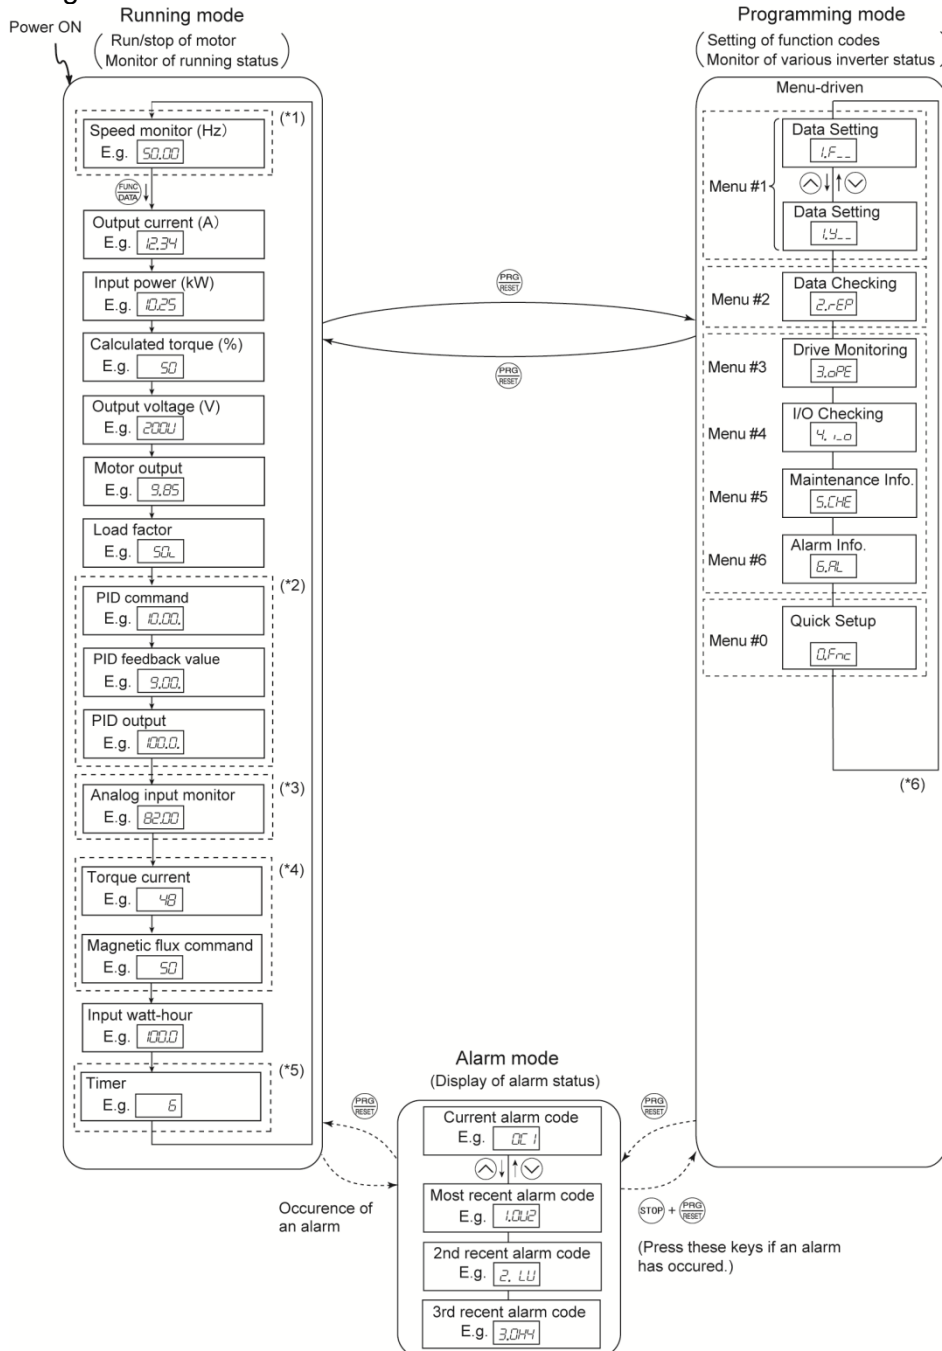 Power ON
Running mode
Run/stop of motor
Monitor of running status
(*1)
Speed monitor (Hz)
E.g. 50.00
FUNC
DATA
Output current (A)
E.g. 12.34
Input power (kW)
E.g. 10.25
Calculated torque (%)
E.g. 50
Output voltage (V)
E.g. 200U
Motor output
E.g. 9.85
Load factor
E.g. 50L
(*2)
PID command
E.g. 10.00.
PID feedback value
E.g. 9.00.
PID output
E.g. 100.0.
(*3)
Analog input monitor
E.g. 82.00
(*4)
Torque current
E.g. 48
Magnetic flux command
E.g. 50
Input watt-hour
E.g. 100.0
(*5)
Timer
E.g. 6
PRG
RESET
PRG
RESET
Programming mode
Setting of function codes
Monitor of various inverter status
Menu-driven
Menu #1
Data Setting
1.F__
Data Setting
1.y__
Menu #2
Data Checking
2.rEP
Menu #3
Drive Monitoring
3.oPE
Menu #4
I/O Checking
4.i_o
Menu #5
Maintenance Info.
5.CHE
Menu #6
Alarm Info.
6.AL
Menu #0
Quick Setup
0.Fnc
(*6)
Alarm mode
(Display of alarm status)
PRG
RESET
PRG
RESET
Current alarm code
E.g. 0C1
Most recent alarm code
E.g. 1.0U2
2nd recent alarm code
E.g. 2. LU
3rd recent alarm code
E.g. 3.0H4
Occurence of
an alarm
STOP + PRG
RESET
(Press these keys if an alarm
has occured.)